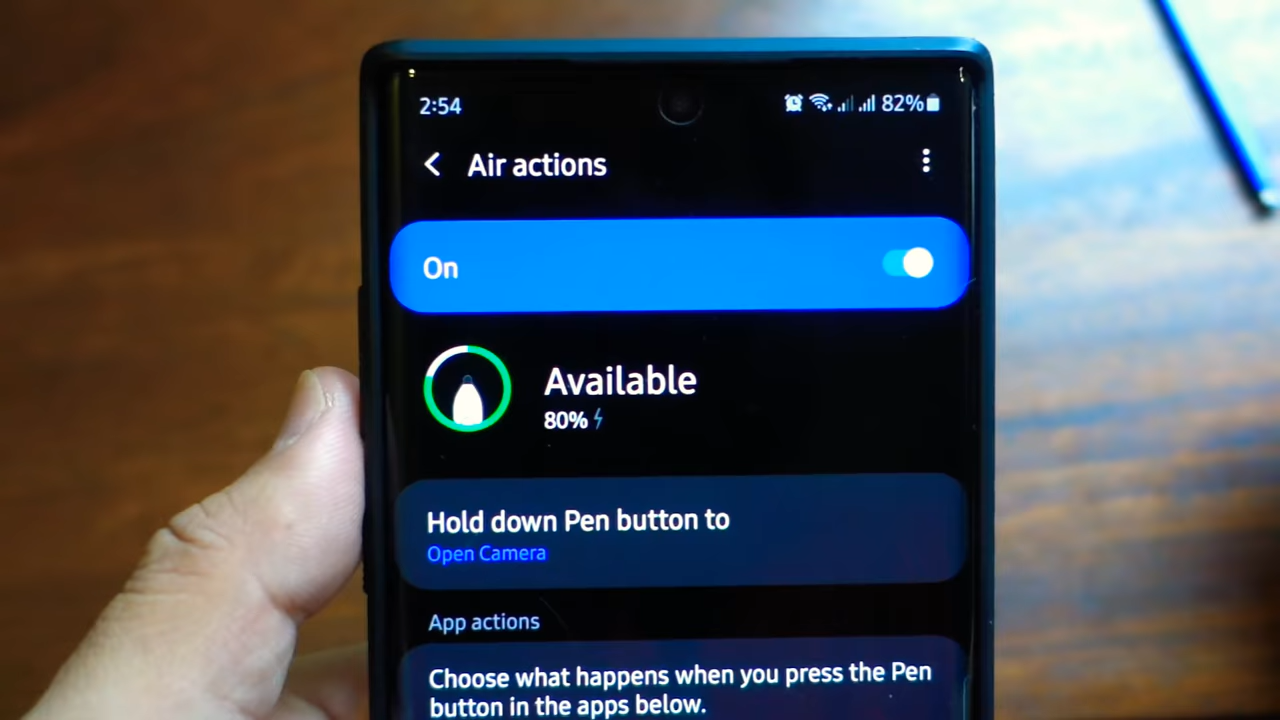 2:54 82%
Air actions
On
Available
80%
Hold down Pen button to
Open Camera
App actions
Choose what happens when you press the Pen
button in the apps below.